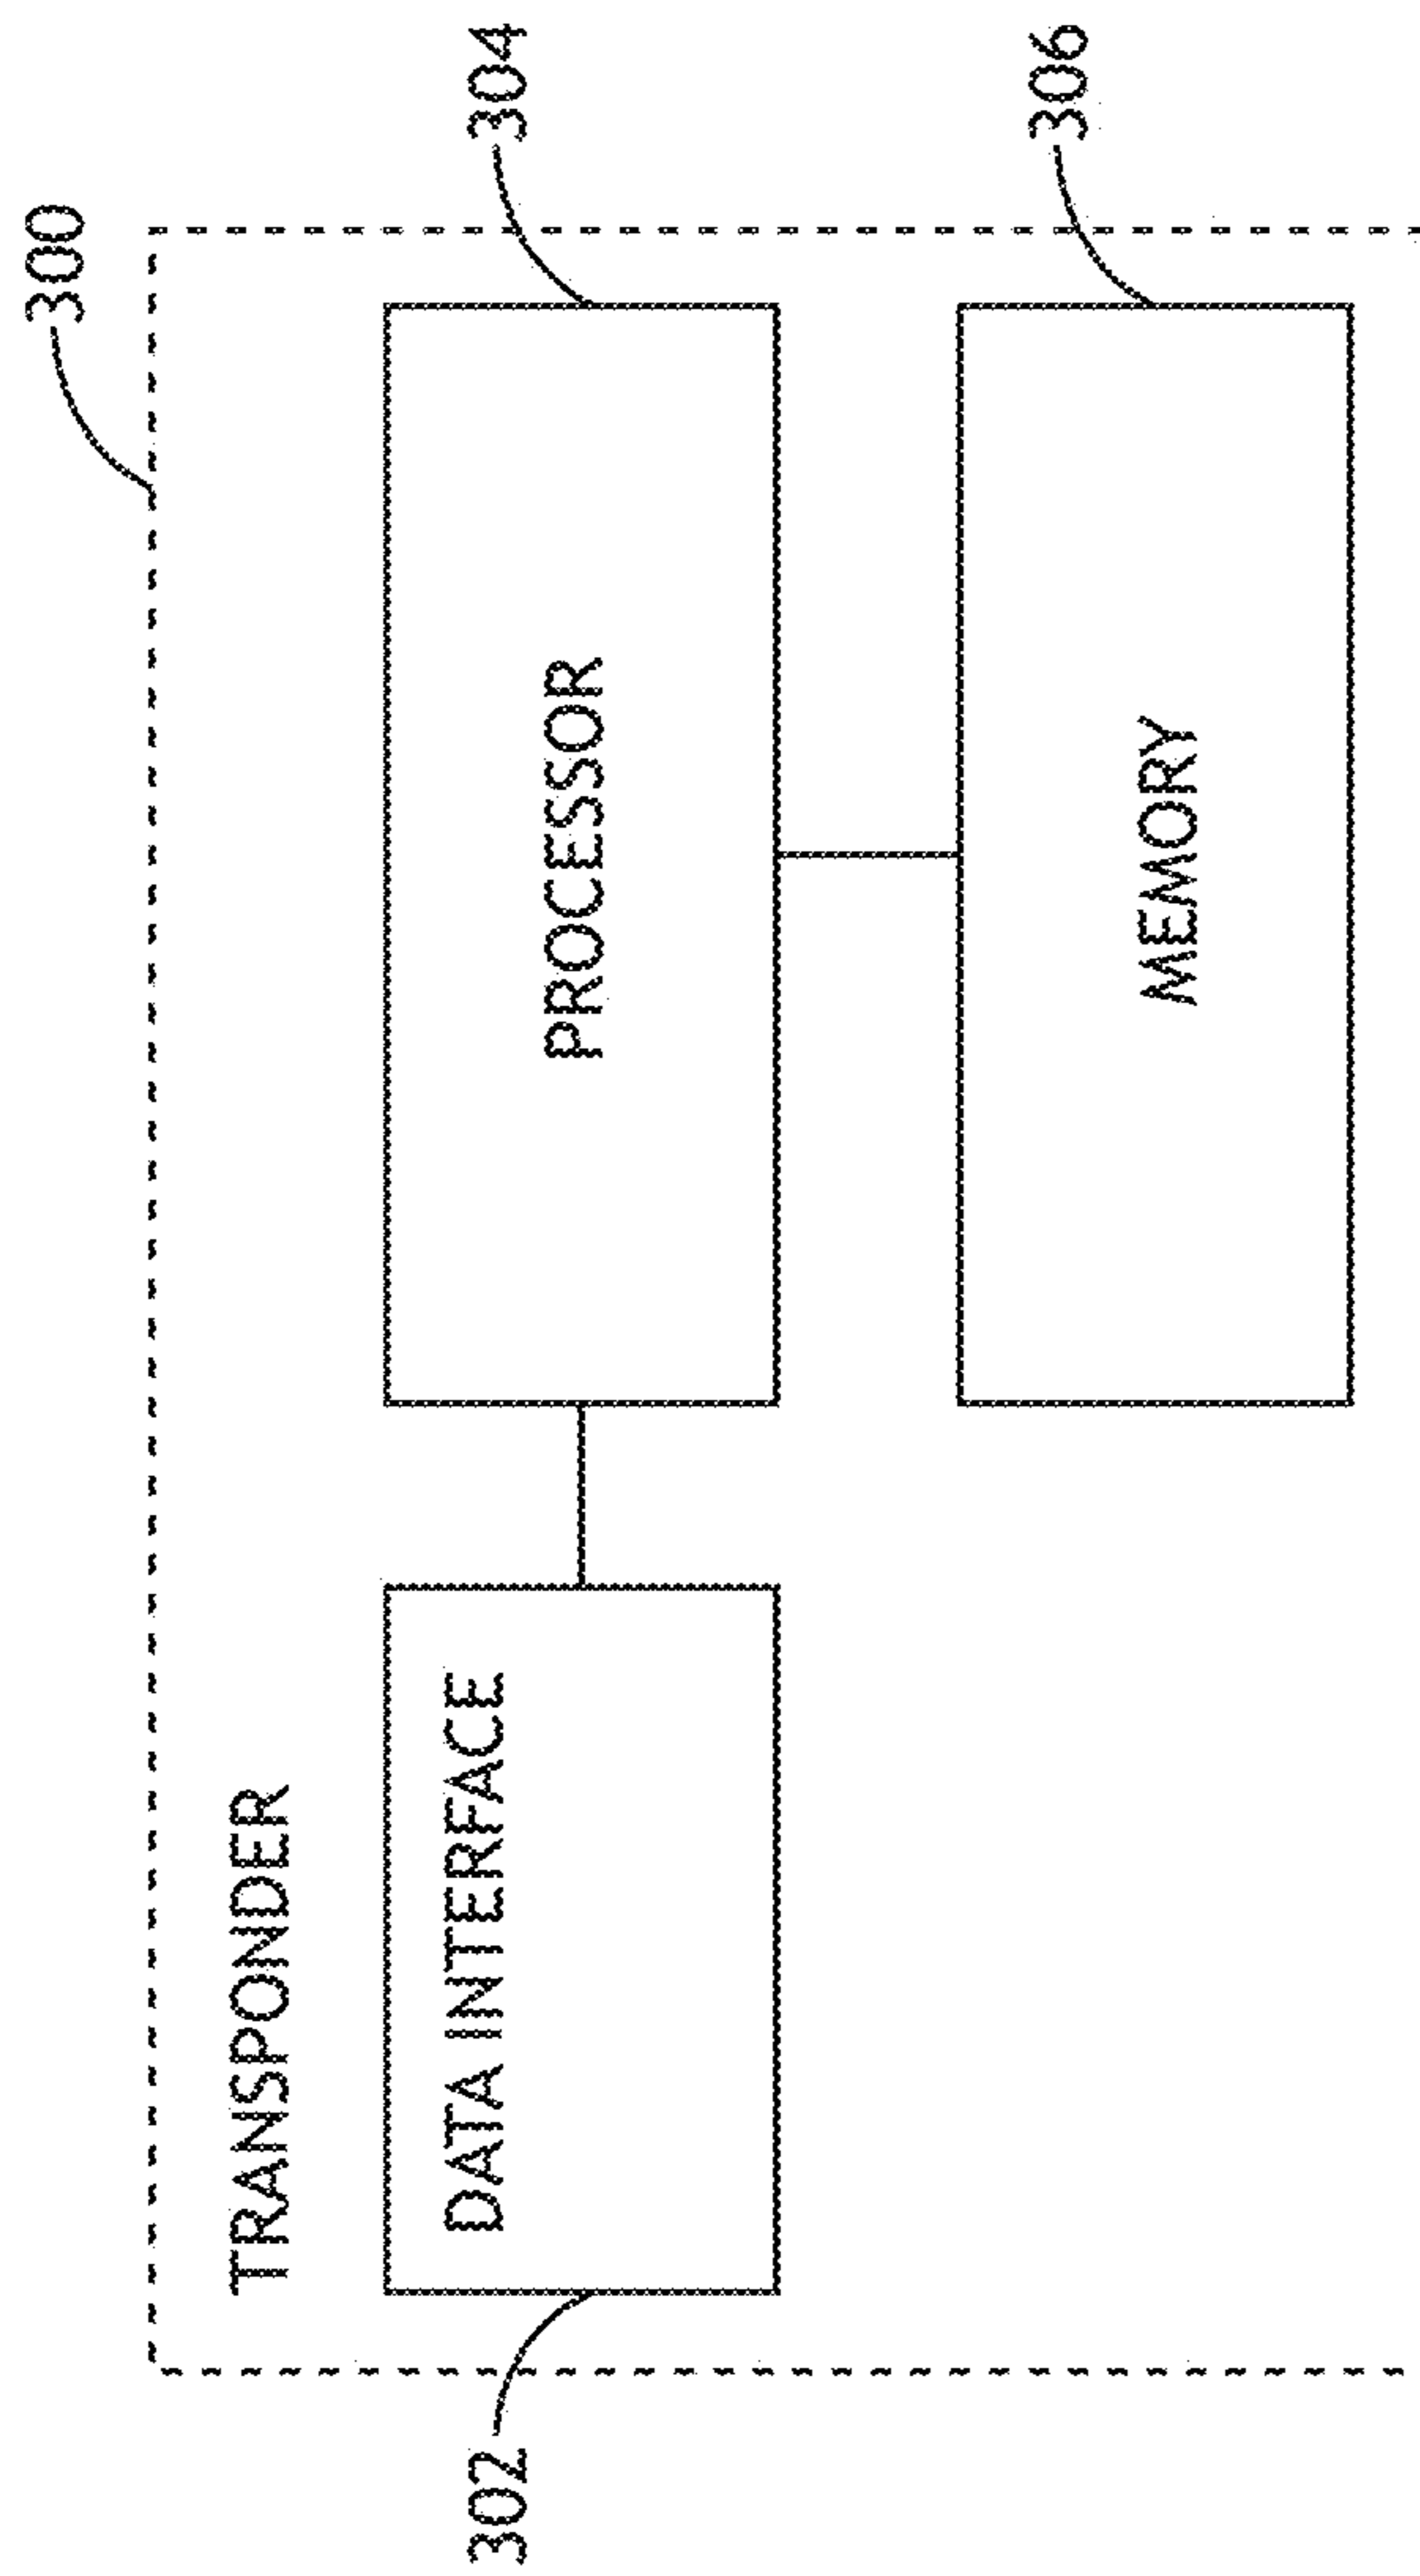 300
TRANSPONDER
302
DATA INTERFACE
PROCESSOR
304
MEMORY
306